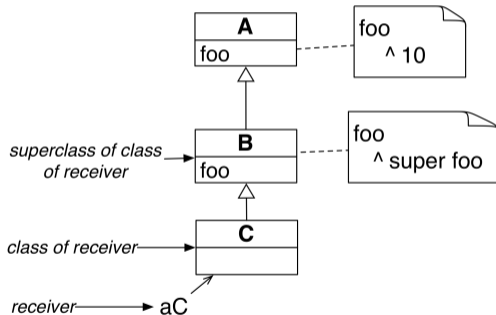 A
foo
foo
^ 10
superclass of class
of receiver
B
foo
foo
^ super foo
class of receiver
C
receiver
aC